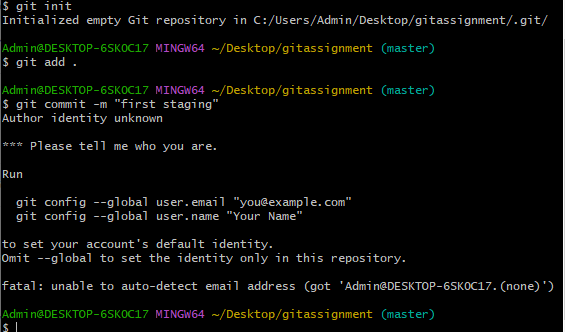 $ git init
Initialized empty Git repository in C:/Users/Admin/Desktop/gitassignment/.git/
Admin@DESKTOP-6SKOC17 MINGW64 ~/Desktop/gitassignment (master)
$ git add .
Admin@DESKTOP-6SKOC17 MINGW64 ~/Desktop/gitassignment (master)
$ git commit -m "first staging"
Author identity unknown
*** Please tell me who you are.
Run
git config --global user.email "you@example.com"
git config --global user.name "Your Name"
to set your account's default identity.
Omit --global to set the identity only in this repository.
fatal: unable to auto-detect email address (got 'Admin@DESKTOP-6SKOC17.(none)')
Admin@DESKTOP-6SKOC17 MINGW64 ~/Desktop/gitassignment (master)
$